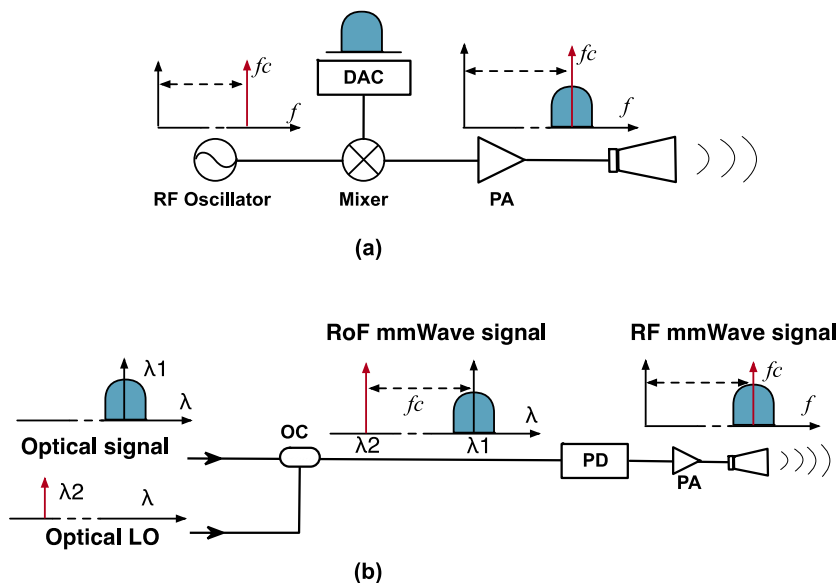 fc
DAC
fc
f
f
RF Oscillator
Mixer
PA
(a)
RoF mmWave signal
RF mmWave signal
λ1
λ
Optical signal
OC
fc
λ
λ2
λ1
fc
f
PD
PA
λ2
λ
Optical LO
(b)